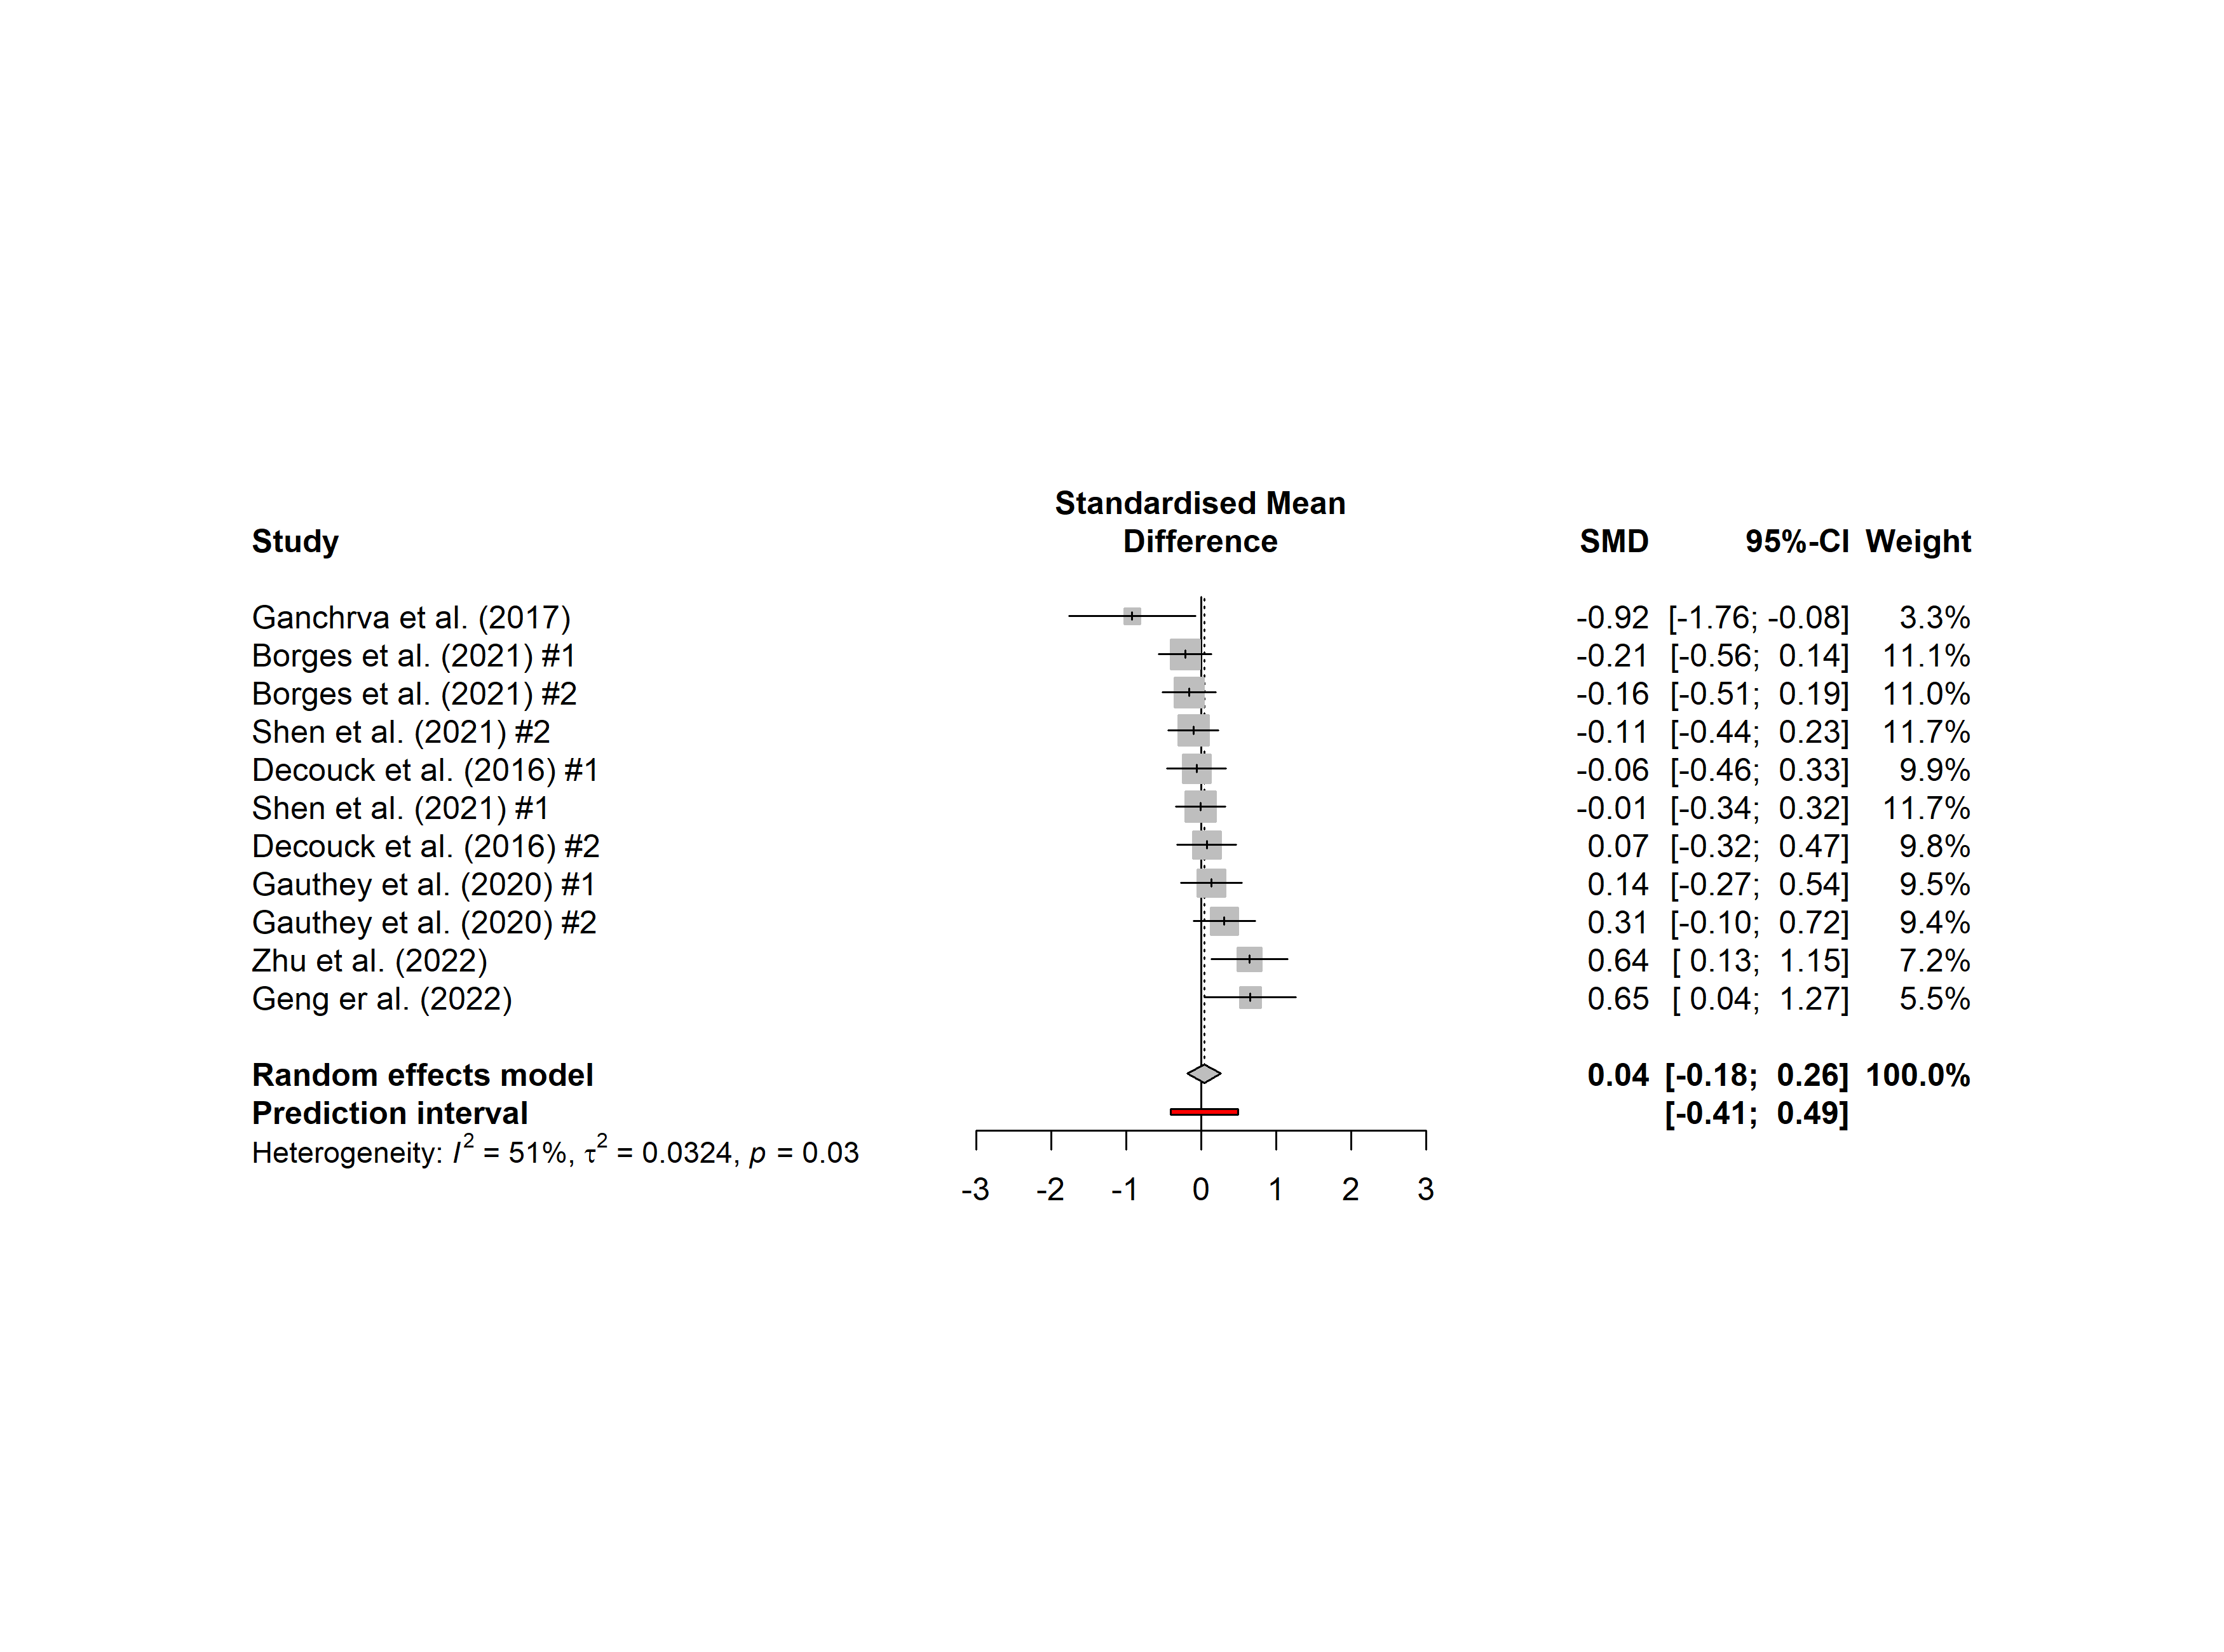 Standardised Mean
Study Difference SMD 95%-CI Weight
Ganchrva et al. (2017) -0.92 [-1.76; -0.08] 3.3%
Borges et al. (2021) #1 -0.21 [-0.56; 0.14] 11.1%
Borges et al. (2021) #2 -0.16 [-0.51; 0.19] 11.0%
Shen et al. (2021) #2 -0.11 [-0.44; 0.23] 11.7%
Decouck et al. (2016) #1 -0.06 [-0.46; 0.33] 9.9%
Shen et al. (2021) #1 -0.01 [-0.34; 0.32] 11.7%
Decouck et al. (2016) #2 0.07 [-0.32; 0.47] 9.8%
Gauthey et al. (2020) #1 0.14 [-0.27; 0.54] 9.5%
Gauthey et al. (2020) #2 0.31 [-0.10; 0.72] 9.4%
Zhu et al. (2022) 0.64 [ 0.13; 1.15] 7.2%
Geng er al. (2022) 0.65 [ 0.04; 1.27] 5.5%
Random effects model 0.04 [-0.18; 0.26] 100.0%
Prediction interval [-0.41; 0.49]
Heterogeneity: I² = 51%, τ² = 0.0324, p = 0.03
-3 -2 -1 0 1 2 3